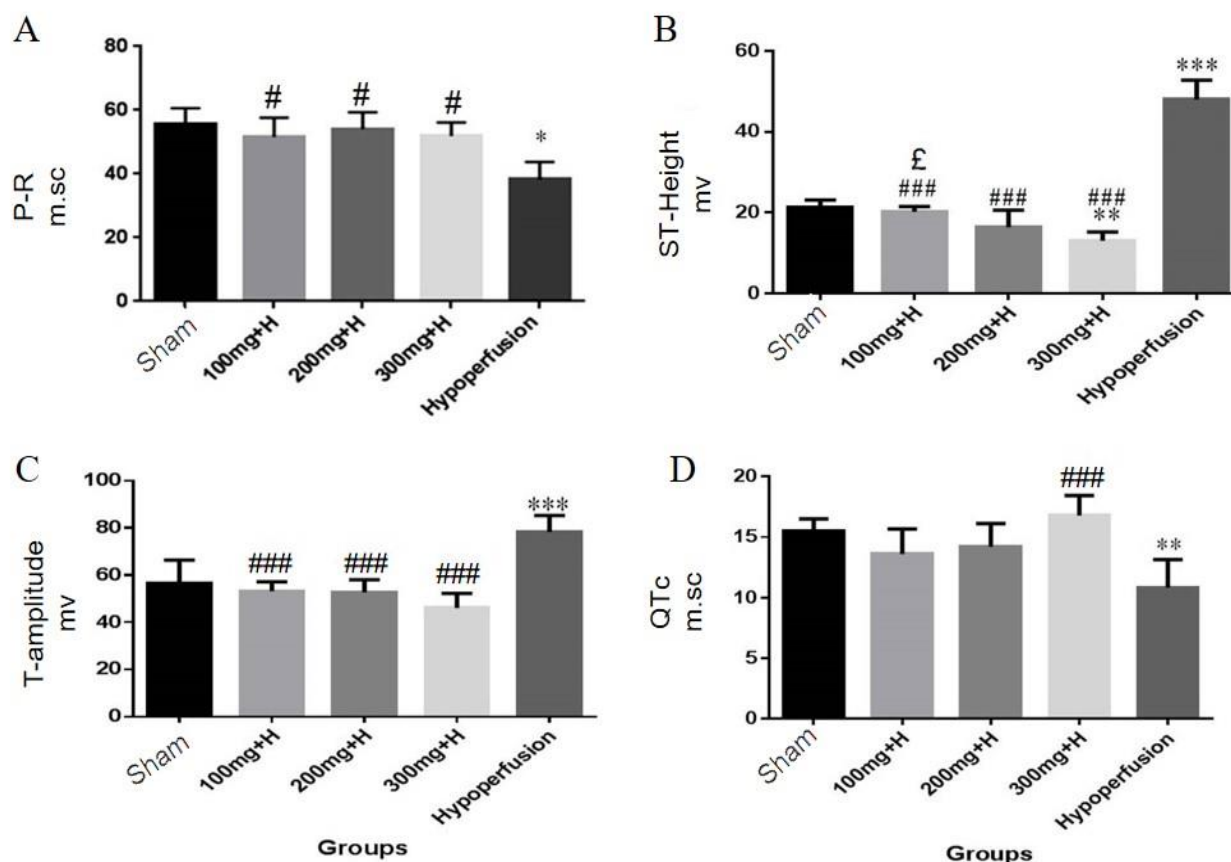 A
80
60
40
20
0
P-R
m.sc
#
#
#
*
Sham
100mg+H
200mg+H
300mg+H
Hypoperfusion
B
60
40
20
0
ST-Height
mv
£
###
###
###
**
***
Sham
100mg+H
200mg+H
300mg+H
Hypoperfusion
C
100
80
60
40
20
0
T-amplitude
mv
###
###
###
***
Sham
100mg+H
200mg+H
300mg+H
Hypoperfusion
Groups
D
20
15
10
5
0
QTc
m.sc
###
**
Sham
100mg+H
200mg+H
300mg+H
Hypoperfusion
Groups